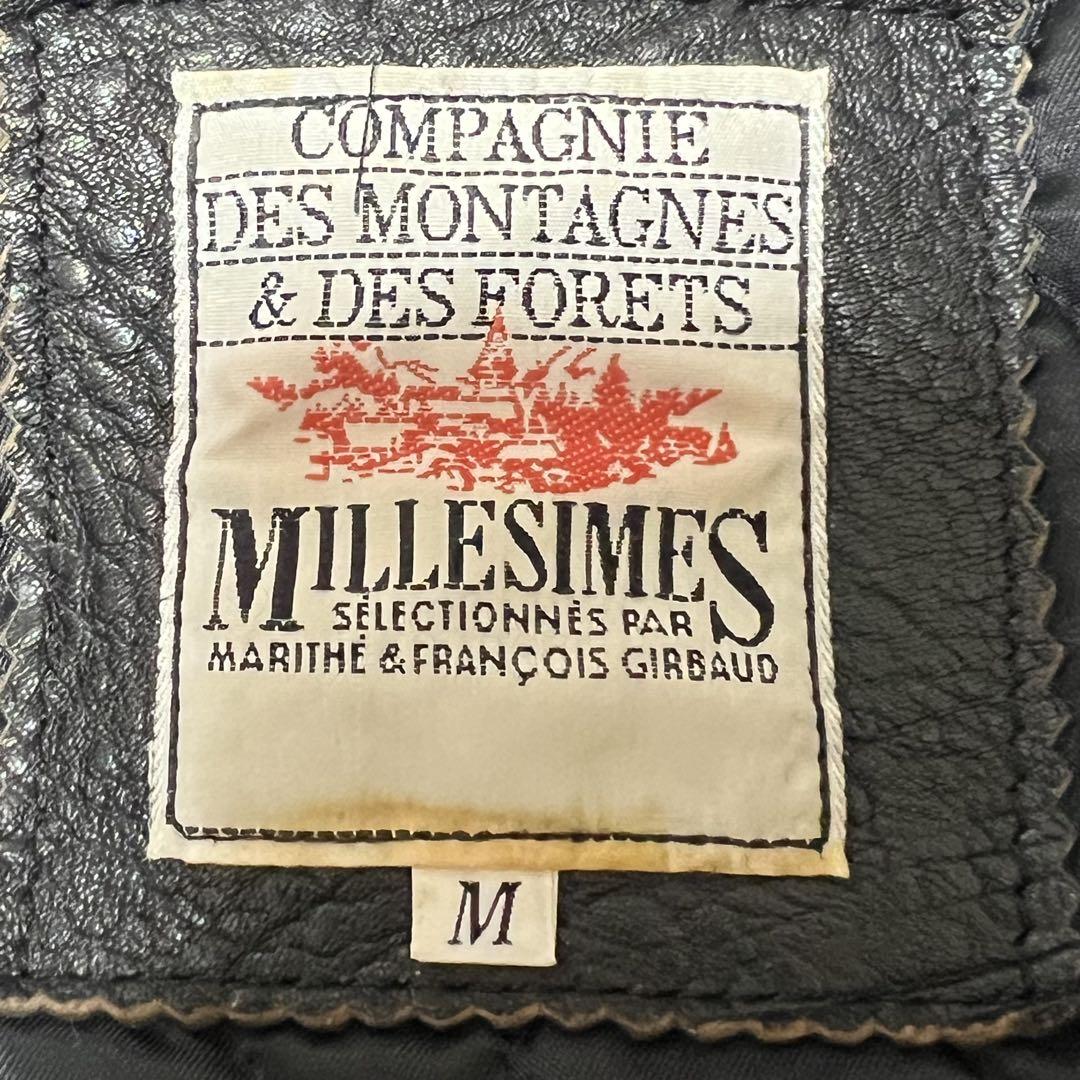 COMPAGNIE
DES MONTAGNES
& DES FORETS
MILLESIMES
SÉLECTIONNÉS PAR
MARITHÉ & FRANÇOIS GIRBAUD
M